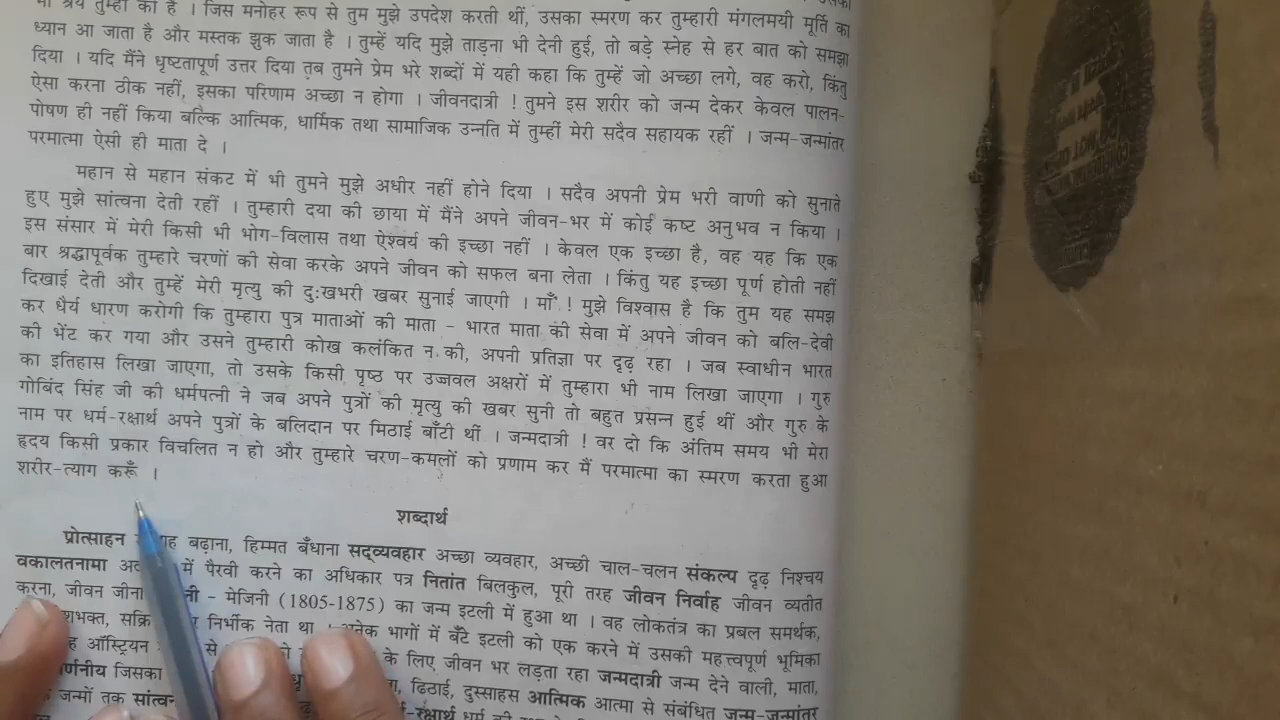 श्रेय तुम्हीं को है । जिस मनोहर रूप से तुम मुझे उपदेश करती थीं, उसका स्मरण कर तुम्हारी मंगलमयी मूर्ति का
ध्यान आ जाता है और मस्तक झुक जाता है । तुम्हें यदि मुझे ताड़ना भी देनी हुई, तो बड़े स्नेह से हर बात को समझा
दिया । यदि मैंने धृष्टतापूर्ण उत्तर दिया तब तुमने प्रेम भरे शब्दों में यही कहा कि तुम्हें जो अच्छा लगे, वह करो, किंतु
ऐसा करना ठीक नहीं, इसका परिणाम अच्छा न होगा । जीवनदात्री ! तुमने इस शरीर को जन्म देकर केवल पालन-
पोषण ही नहीं किया बल्कि आत्मिक, धार्मिक तथा सामाजिक उन्नति में तुम्हीं मेरी सदैव सहायक रहीं । जन्म-जन्मांतर
परमात्मा ऐसी ही माता दे ।
महान से महान संकट में भी तुमने मुझे अधीर नहीं होने दिया । सदैव अपनी प्रेम भरी वाणी को सुनाते
हुए मुझे सांत्वना देती रहीं । तुम्हारी दया की छाया में मैंने अपने जीवन-भर में कोई कष्ट अनुभव न किया ।
इस संसार में मेरी किसी भी भोग-विलास तथा ऐश्वर्य की इच्छा नहीं । केवल एक इच्छा है, वह यह कि एक
बार श्रद्धापूर्वक तुम्हारे चरणों की सेवा करके अपने जीवन को सफल बना लेता । किंतु यह इच्छा पूर्ण होती नहीं
दिखाई देती और तुम्हें मेरी मृत्यु की दुःखभरी खबर सुनाई जाएगी । माँ ! मुझे विश्वास है कि तुम यह समझ
कर धैर्य धारण करोगी कि तुम्हारा पुत्र माताओं की माता - भारत माता की सेवा में अपने जीवन को बलि-देवी
की भेंट कर गया और उसने तुम्हारी कोख कलंकित न की, अपनी प्रतिज्ञा पर दृढ़ रहा । जब स्वाधीन भारत
का इतिहास लिखा जाएगा, तो उसके किसी पृष्ठ पर उज्जवल अक्षरों में तुम्हारा भी नाम लिखा जाएगा । गुरु
गोबिंद सिंह जी की धर्मपत्नी ने जब अपने पुत्रों की मृत्यु की खबर सुनी तो बहुत प्रसन्न हुई थीं और गुरु के
नाम पर धर्म-रक्षार्थ अपने पुत्रों के बलिदान पर मिठाई बाँटी थीं । जन्मदात्री ! वर दो कि अंतिम समय भी मेरा
हृदय किसी प्रकार विचलित न हो और तुम्हारे चरण-कमलों को प्रणाम कर मैं परमात्मा का स्मरण करता हुआ
शरीर-त्याग करूँ ।
शब्दार्थ
प्रोत्साहन बढ़ाना, हिम्मत बँधाना सद्व्यवहार अच्छा व्यवहार, अच्छी चाल-चलन संकल्प दृढ़ निश्चय
वकालतनामा में पैरवी करने का अधिकार पत्र नितांत बिलकुल, पूरी तरह जीवन निर्वाह जीवन व्यतीत
करना, जीवन जीना - मेजिनी (1805-1875) का जन्म इटली में हुआ था । वह लोकतंत्र का प्रबल समर्थक,
निर्भीक नेता था । अनेक भागों में बँटे इटली को एक करने में उसकी महत्त्वपूर्ण भूमिका
ऑस्ट्रियन से के लिए जीवन भर लड़ता रहा जन्मदात्री जन्म देने वाली, माता,
जिसका ढिठाई, दुस्साहस आत्मिक आत्मा से संबंधित जन्म-जन्मांतर
जन्मों तक